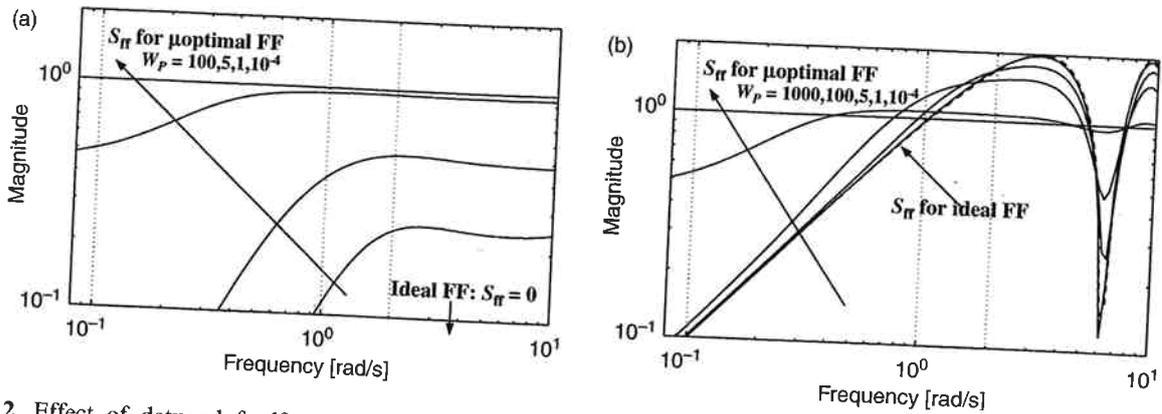 (a)
S_ff for μoptimal FF
W_P = 100,5,1,10^-4
10^0
Magnitude
10^-1
Ideal FF: S_ff = 0
10^-1
10^0
10^1
Frequency [rad/s]
(b)
S_ff for μoptimal FF
W_P = 1000,100,5,1,10^-4
10^0
Magnitude
S_ff for ideal FF
10^-1
10^-1
10^0
10^1
Frequency [rad/s]
2 Effect of